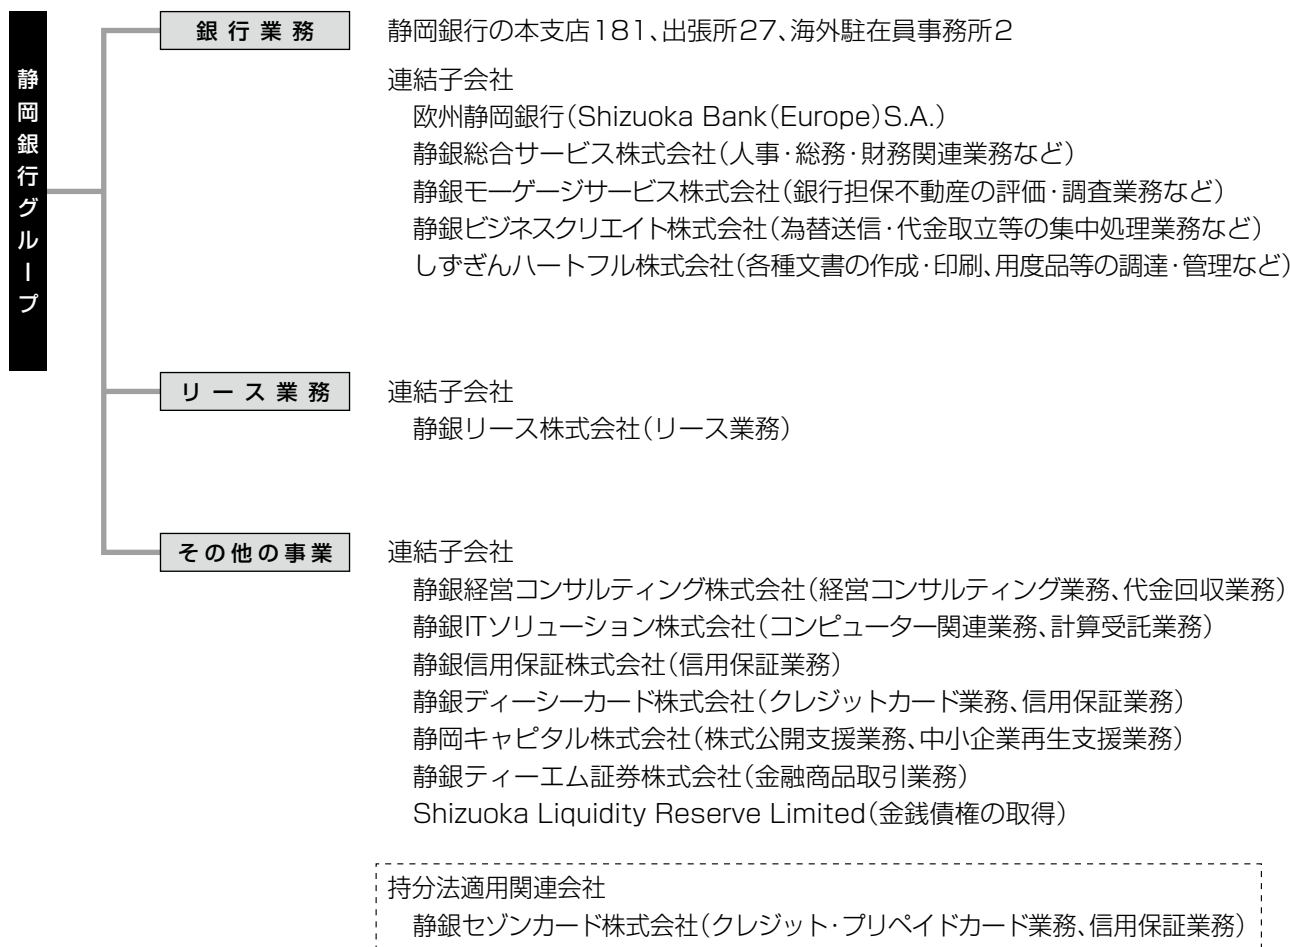 静岡銀行グループ
銀行業務
静岡銀行の本支店181、出張所27、海外駐在員事務所2
連結子会社
欧州静岡銀行(Shizuoka Bank(Europe)S.A.)
静銀総合サービス株式会社(人事・総務・財務関連業務など)
静銀モーゲージサービス株式会社(銀行担保不動産の評価・調査業務など)
静銀ビジネスクリエイト株式会社(為替送信・代金取立等の集中処理業務など)
しずぎんハートフル株式会社(各種文書の作成・印刷、用度品等の調達・管理など)
リース業務
連結子会社
静銀リース株式会社(リース業務)
その他の事業
連結子会社
静銀経営コンサルティング株式会社(経営コンサルティング業務、代金回収業務)
静銀ITソリューション株式会社(コンピューター関連業務、計算受託業務)
静銀信用保証株式会社(信用保証業務)
静銀ディーシーカード株式会社(クレジットカード業務、信用保証業務)
静岡キャピタル株式会社(株式公開支援業務、中小企業再生支援業務)
静銀ティーエム証券株式会社(金融商品取引業務)
Shizuoka Liquidity Reserve Limited(金銭債権の取得)
持分法適用関連会社
静銀セゾンカード株式会社(クレジット・プリペイドカード業務、信用保証業務)